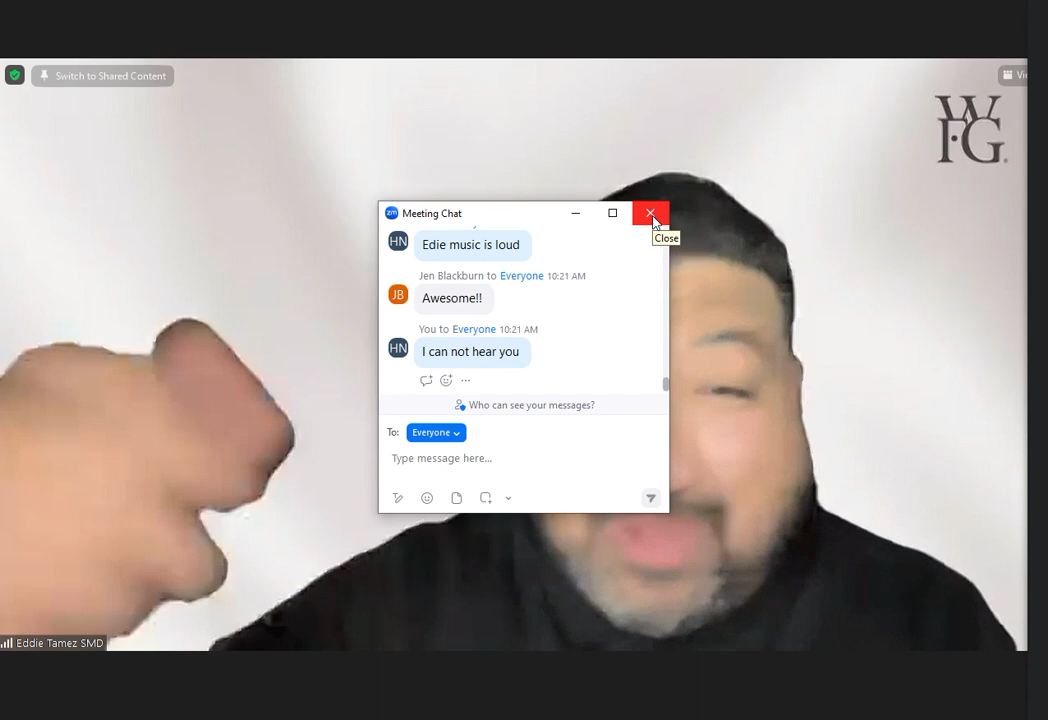 Switch to Shared Content
Vi
WFG
Meeting Chat
Close
HN
Edie music is loud
Jen Blackburn to Everyone 10:21 AM
JB
Awesome!!
You to Everyone 10:21 AM
HN
I can not hear you
Who can see your messages?
To: Everyone
Type message here...
Eddie Tamez SMD